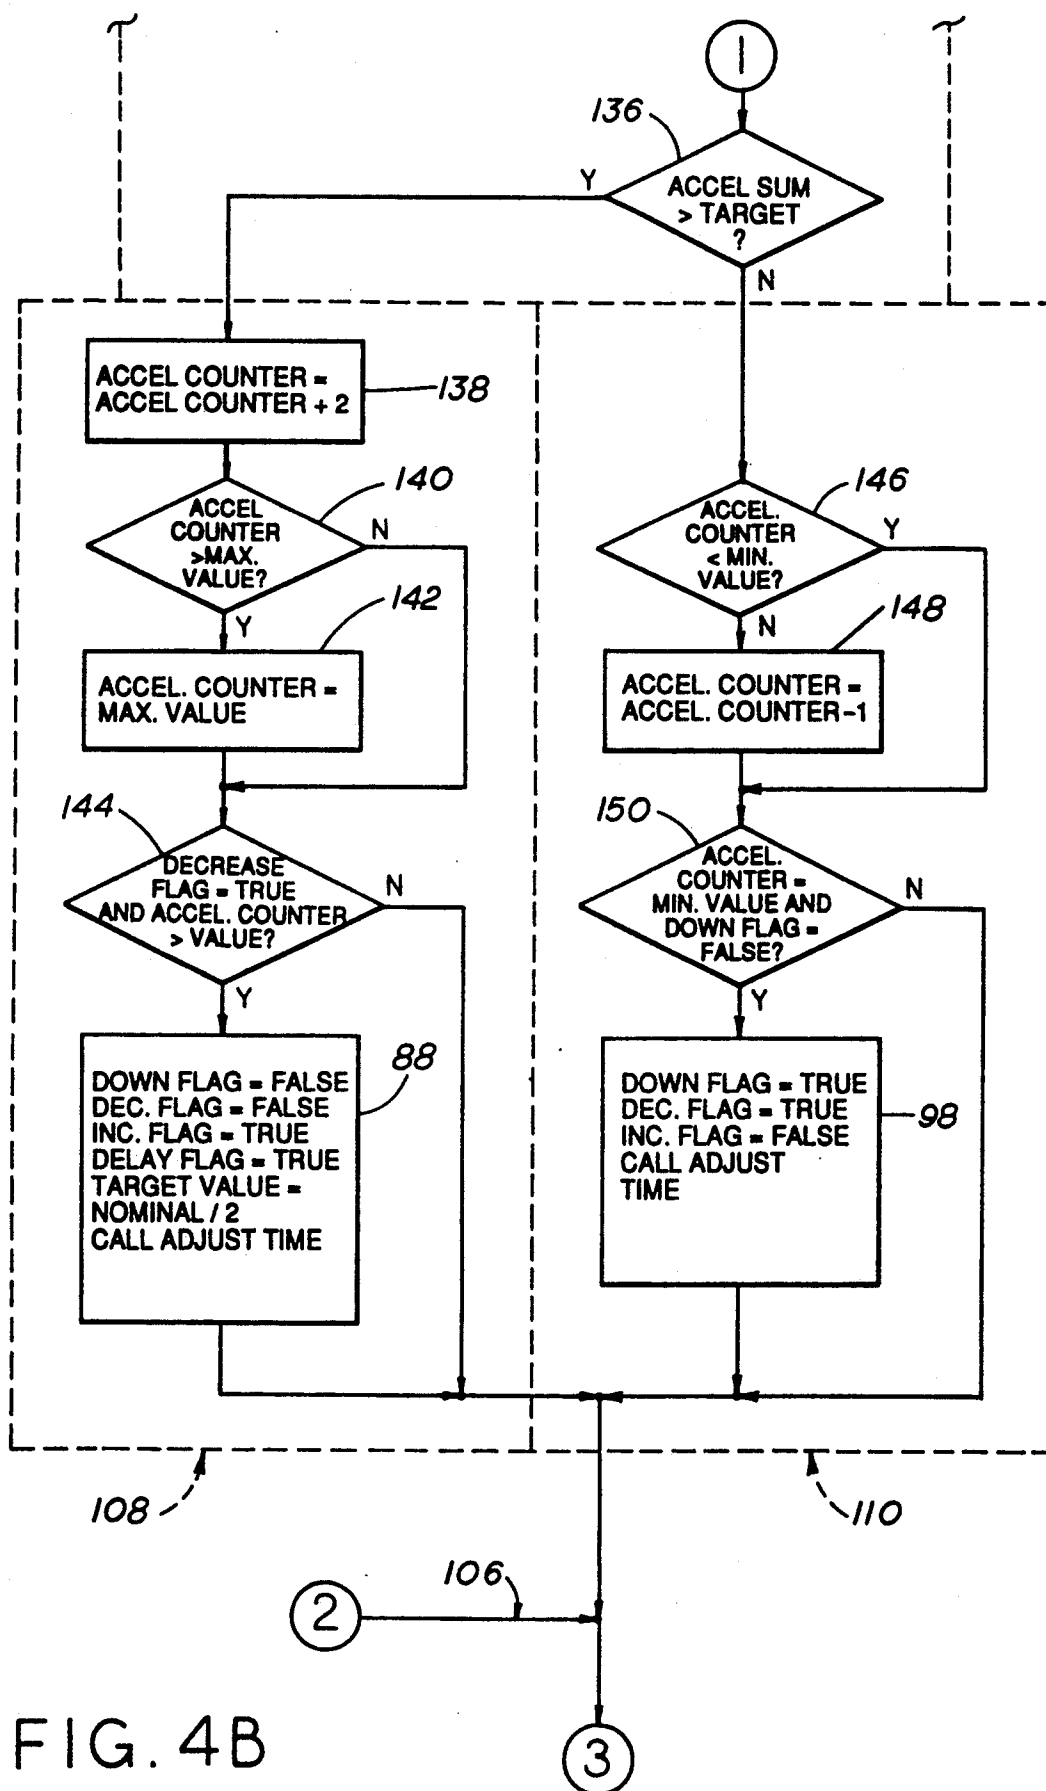 1
136
Y
ACCEL SUM
> TARGET
?
N
ACCEL COUNTER =
ACCEL COUNTER + 2
138
140
ACCEL
COUNTER
>MAX.
VALUE?
N
Y
142
ACCEL. COUNTER =
MAX. VALUE
144
DECREASE
FLAG = TRUE
AND ACCEL. COUNTER
> VALUE?
N
Y
88
DOWN FLAG = FALSE
DEC. FLAG = FALSE
INC. FLAG = TRUE
DELAY FLAG = TRUE
TARGET VALUE =
NOMINAL / 2
CALL ADJUST TIME
108
146
ACCEL.
COUNTER
< MIN.
VALUE?
Y
N
148
ACCEL. COUNTER =
ACCEL. COUNTER-1
150
ACCEL.
COUNTER =
MIN. VALUE AND
DOWN FLAG =
FALSE?
N
Y
98
DOWN FLAG = TRUE
DEC. FLAG = TRUE
INC. FLAG = FALSE
CALL ADJUST
TIME
110
106
2
3
FIG. 4B